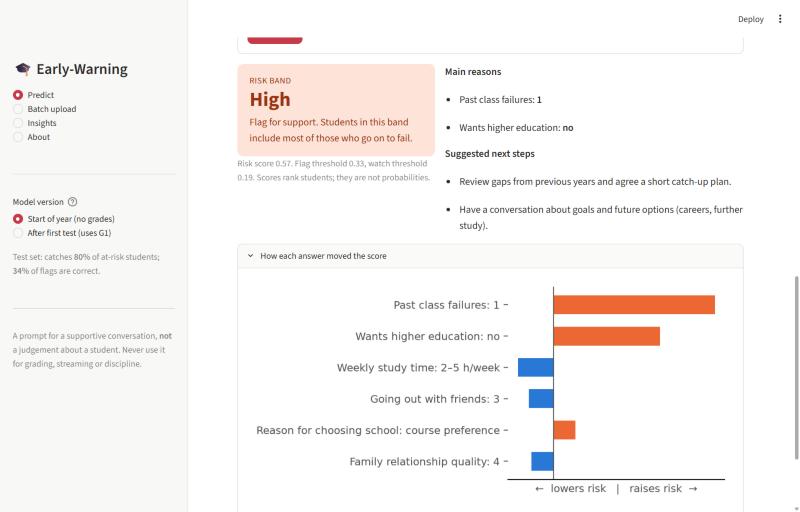 Deploy
Early-Warning
Predict
Batch upload
Insights
About
Model version
Start of year (no grades)
After first test (uses G1)
Test set: catches 80% of at-risk students;
34% of flags are correct.
A prompt for a supportive conversation, not
a judgement about a student. Never use it
for grading, streaming or discipline.
RISK BAND
High
Flag for support. Students in this band
include most of those who go on to fail.
Risk score 0.57. Flag threshold 0.33, watch threshold
0.19. Scores rank students; they are not probabilities.
Main reasons
Past class failures: 1
Wants higher education: no
Suggested next steps
Review gaps from previous years and agree a short catch-up plan.
Have a conversation about goals and future options (careers, further
study).
How each answer moved the score
Past class failures: 1
Wants higher education: no
Weekly study time: 2–5 h/week
Going out with friends: 3
Reason for choosing school: course preference
Family relationship quality: 4
← lowers risk | raises risk →